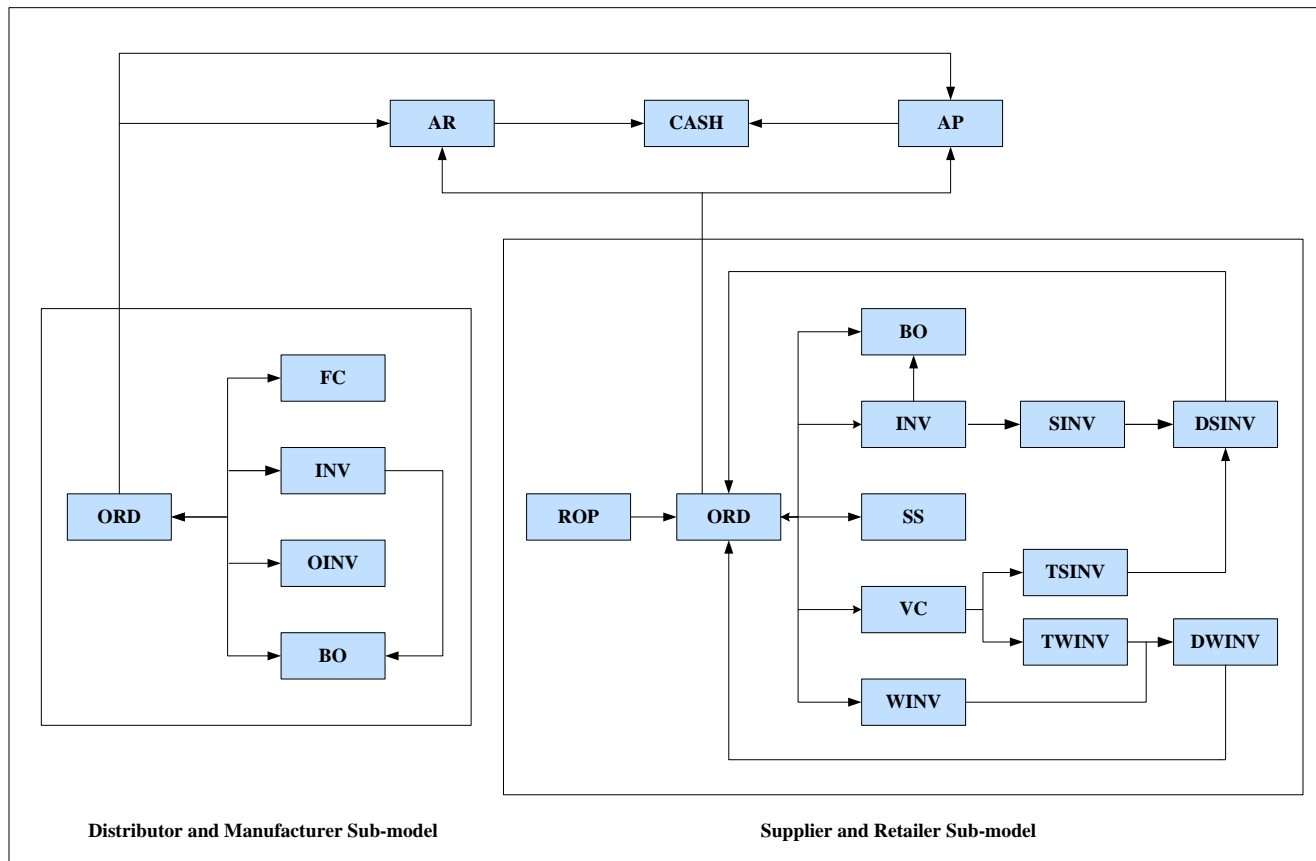 AR
CASH
AP
FC
INV
ORD
OINV
BO
BO
INV
SINV
DSINV
ROP
ORD
SS
TSINV
VC
TWINV
DWINV
WINV
Distributor and Manufacturer Sub-model
Supplier and Retailer Sub-model